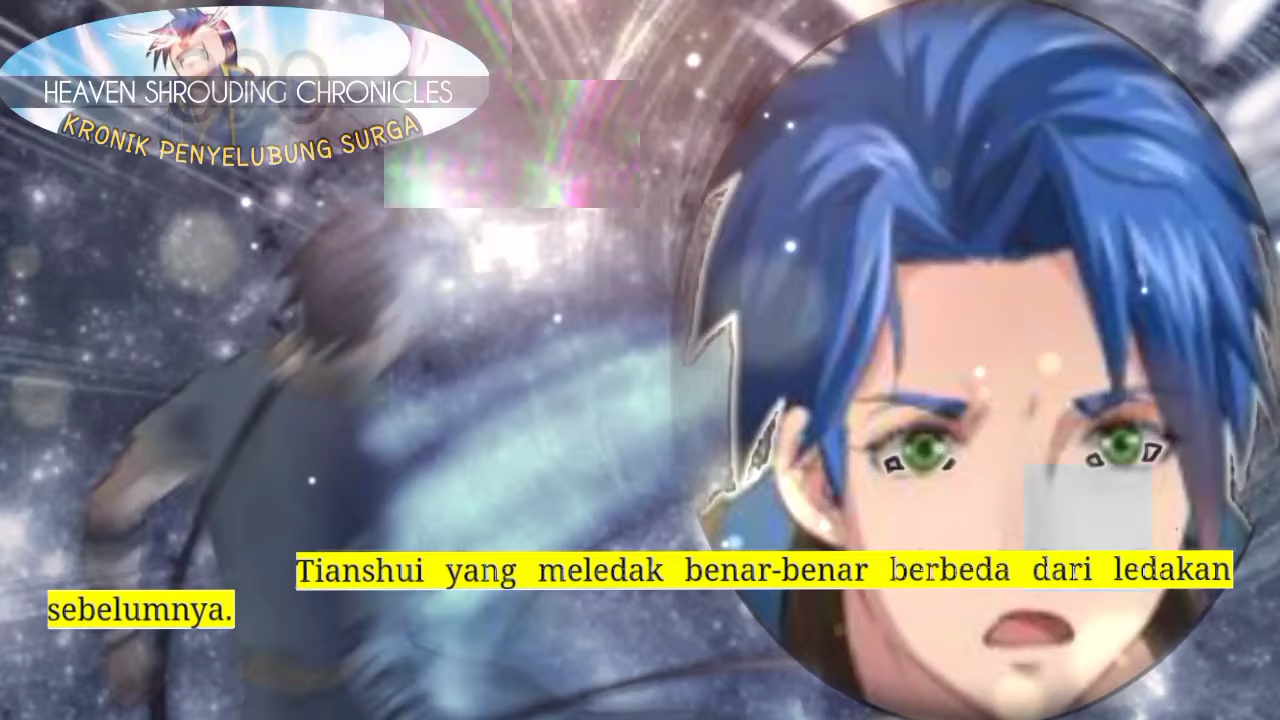 HEAVEN SHROUDING CHRONICLES
KRONIK PENYELUBUNG SURGA
Tianshui yang meledak benar-benar berbeda dari ledakan
sebelumnya.